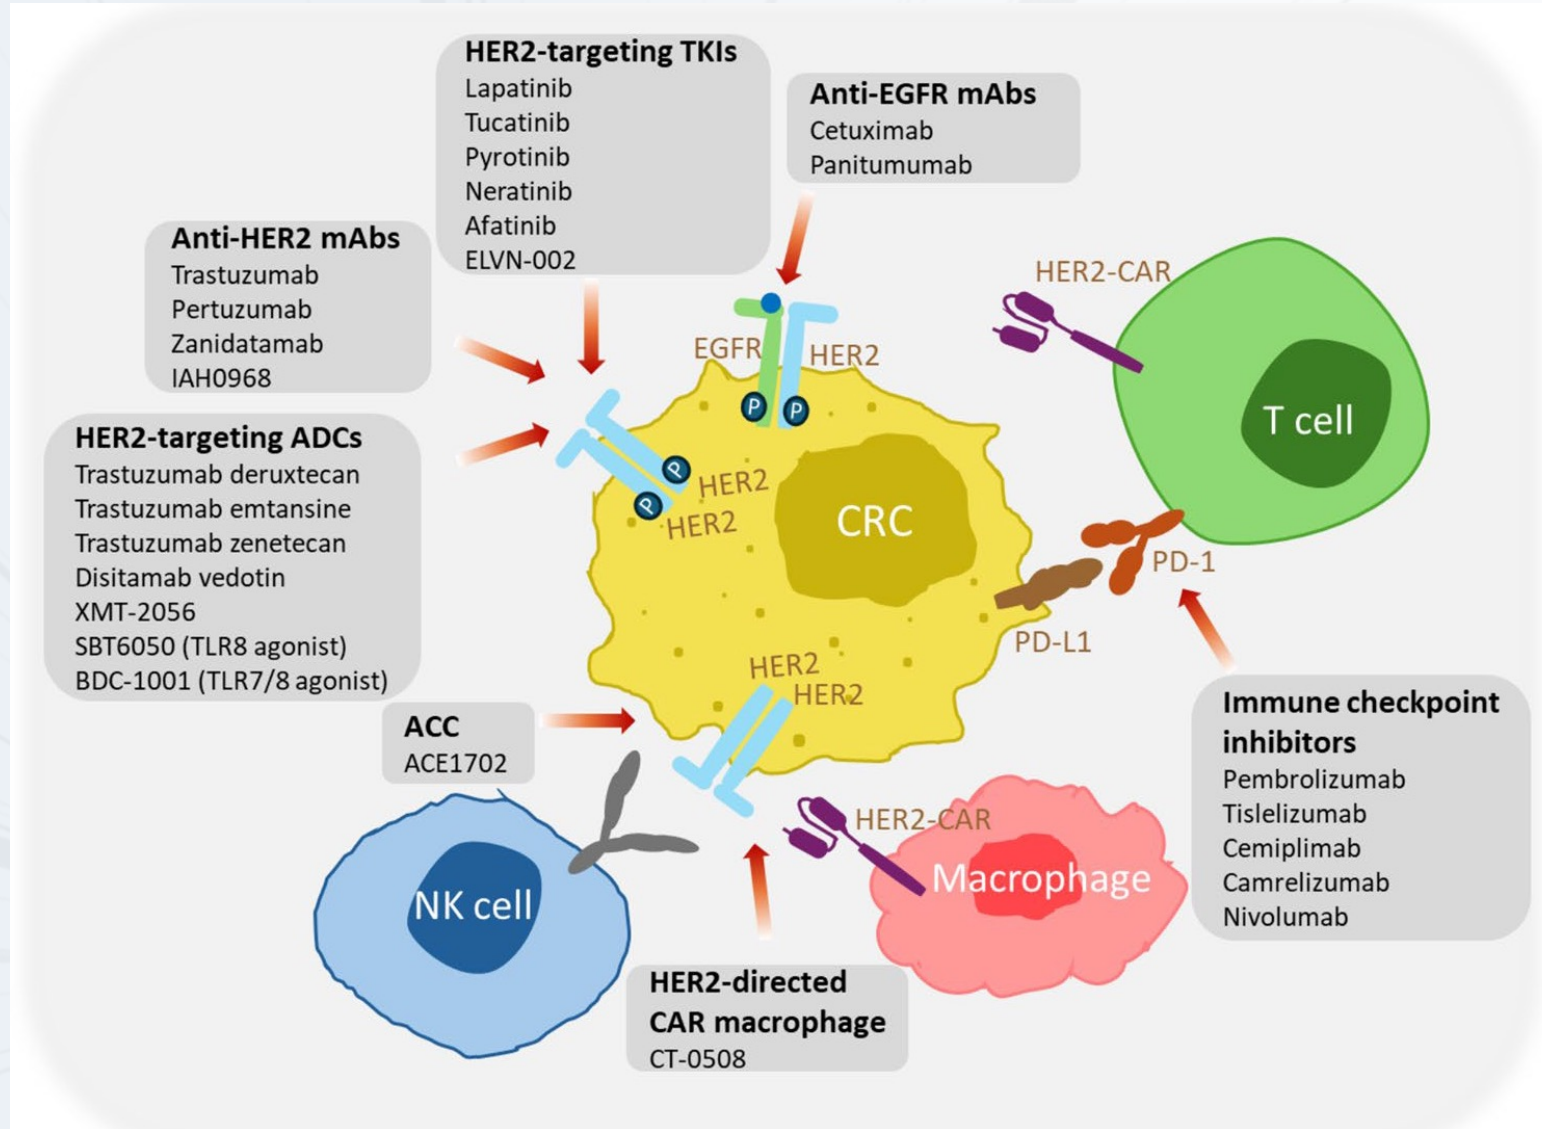 HER2-targeting TKIs
Lapatinib
Tucatinib
Pyrotinib
Neratinib
Afatinib
ELVN-002
Anti-EGFR mAbs
Cetuximab
Panitumumab
Anti-HER2 mAbs
Trastuzumab
Pertuzumab
Zanidatamab
IAH0968
HER2-targeting ADCs
Trastuzumab deruxtecan
Trastuzumab emtansine
Trastuzumab zenetecan
Disitamab vedotin
XMT-2056
SBT6050 (TLR8 agonist)
BDC-1001 (TLR7/8 agonist)
ACC
ACE1702
EGFR
HER2
P
P
P
HER2
P
HER2
CRC
HER2-CAR
T cell
PD-1
PD-L1
HER2
HER2
HER2-CAR
Macrophage
NK cell
HER2-directed
CAR macrophage
CT-0508
Immune checkpoint
inhibitors
Pembrolizumab
Tislelizumab
Cemiplimab
Camrelizumab
Nivolumab